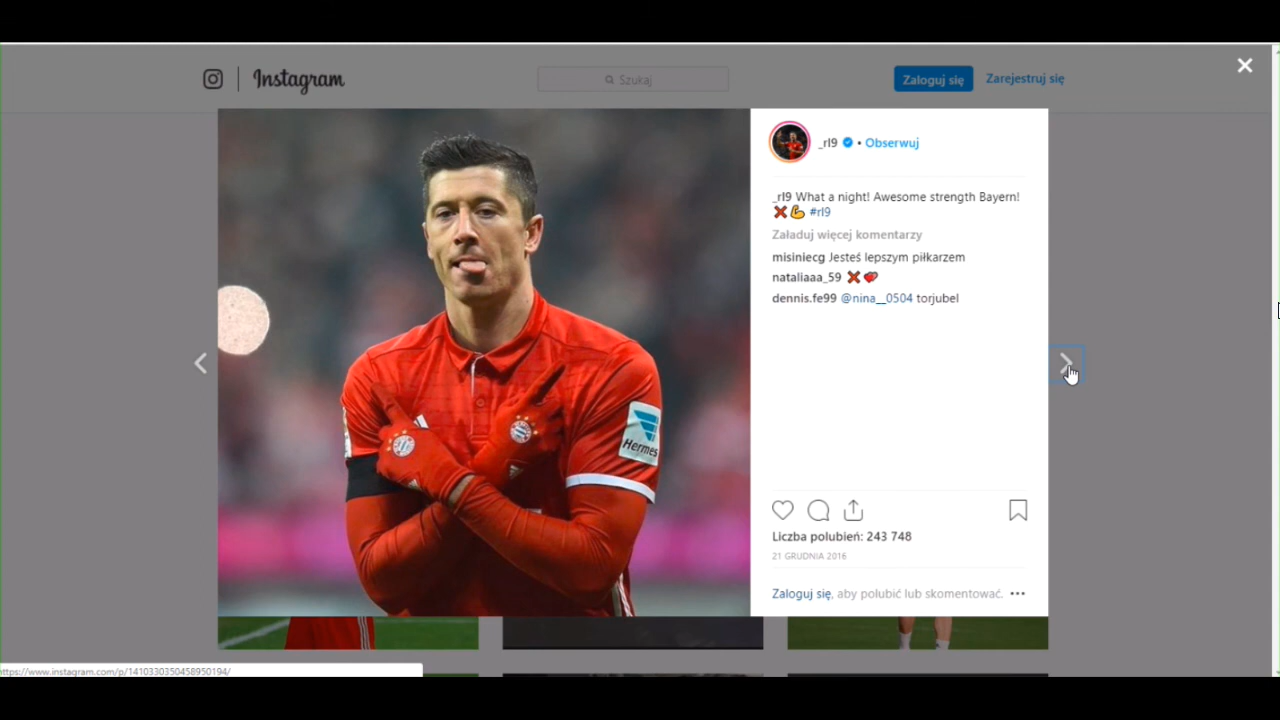 Instagram
Szukaj
Zaloguj się
Zarejestruj się
_rl9 • Obserwuj
_rl9 What a night! Awesome strength Bayern!
❌💪 #rl9
Załaduj więcej komentarzy
misiniecg Jesteś lepszym piłkarzem
nataliaaa_59 ❌💕
dennis.fe99 @nina__0504 torjubel
Hermes
Liczba polubień: 243 748
21 GRUDNIA 2016
Zaloguj się, aby polubić lub skomentować.
https://www.instagram.com/p/1410330350458950194/